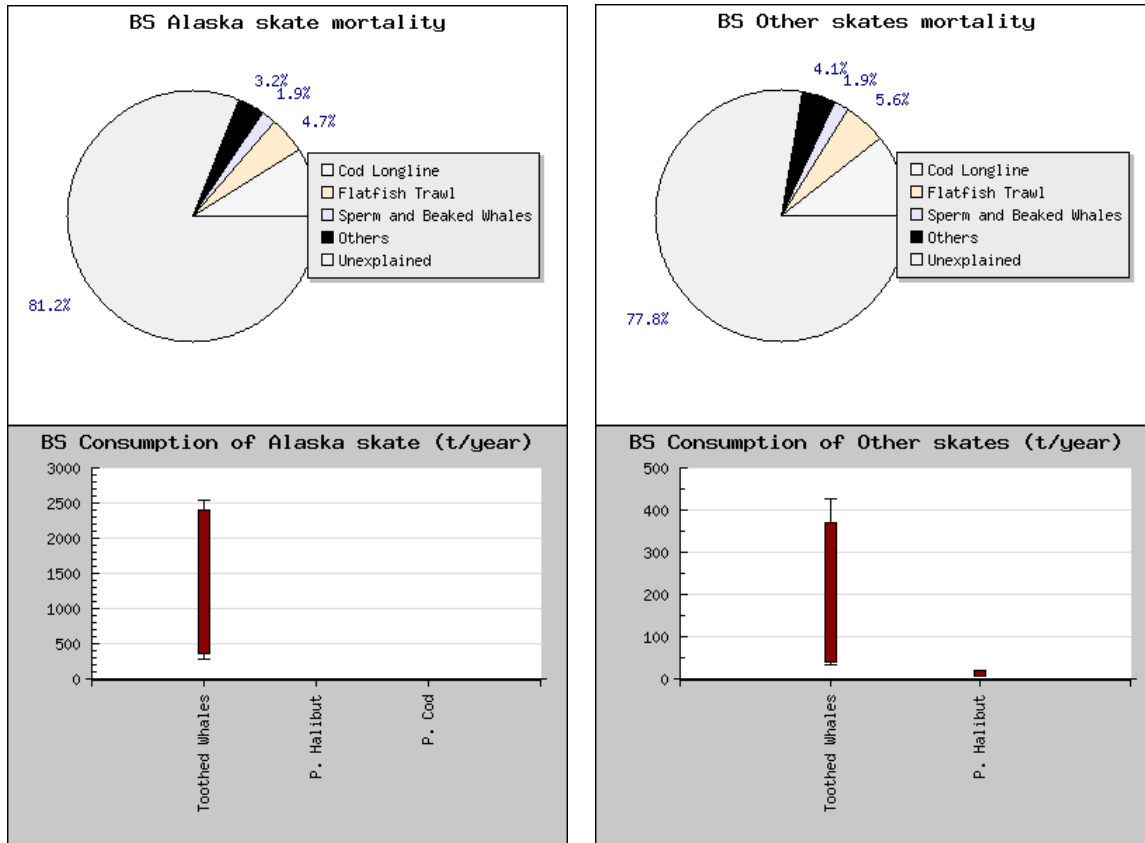 BS Alaska skate mortality
3.2%
1.9%
4.7%
81.2%
Cod Longline
Flatfish Trawl
Sperm and Beaked Whales
Others
Unexplained
BS Other skates mortality
4.1%
1.9%
5.6%
77.8%
Cod Longline
Flatfish Trawl
Sperm and Beaked Whales
Others
Unexplained
BS Consumption of Alaska skate (t/year)
3000
2500
2000
1500
1000
500
0
Toothed Whales
P. Halibut
P. Cod
BS Consumption of Other skates (t/year)
500
400
300
200
100
0
Toothed Whales
P. Halibut